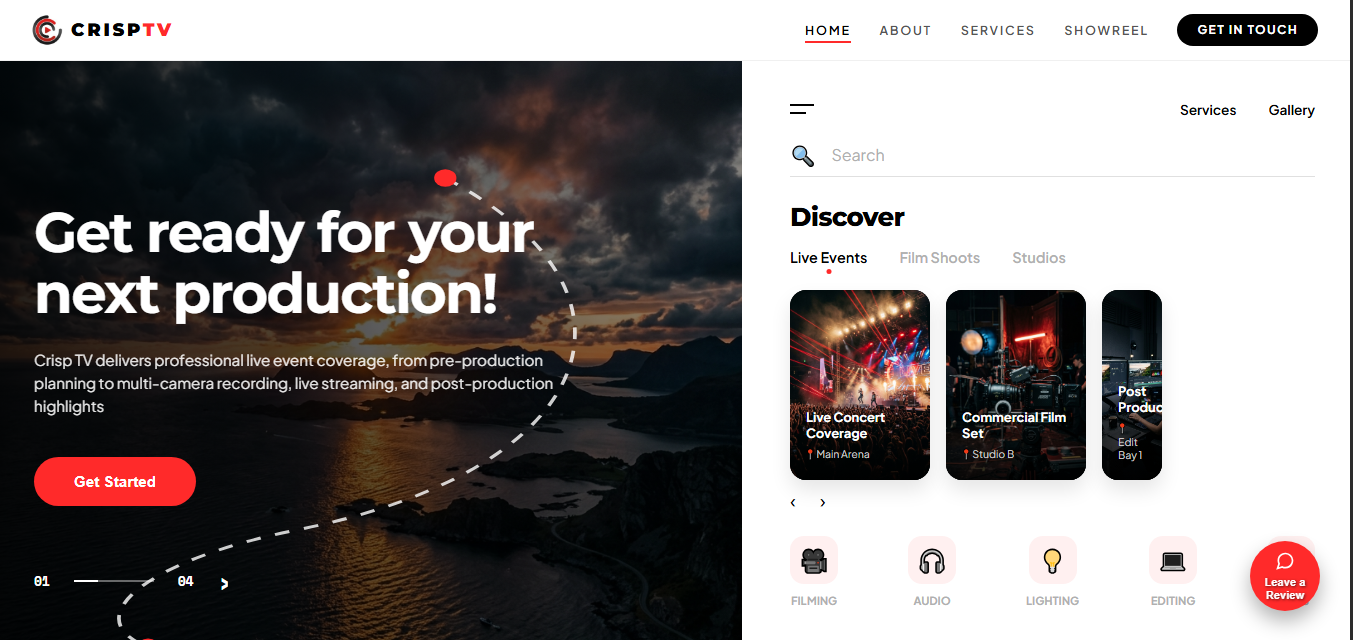 CRISPTV
HOME
ABOUT
SERVICES
SHOWREEL
GET IN TOUCH
Get ready for your
next production!
Crisp TV delivers professional live event coverage, from pre-production
planning to multi-camera recording, live streaming, and post-production
highlights
Get Started
01
04
Services
Gallery
Search
Discover
Live Events
Film Shoots
Studios
Live Concert
Coverage
Main Arena
Commercial Film
Set
Studio B
Post
Produc
Edit
Bay 1
FILMING
AUDIO
LIGHTING
EDITING
Leave a
Review